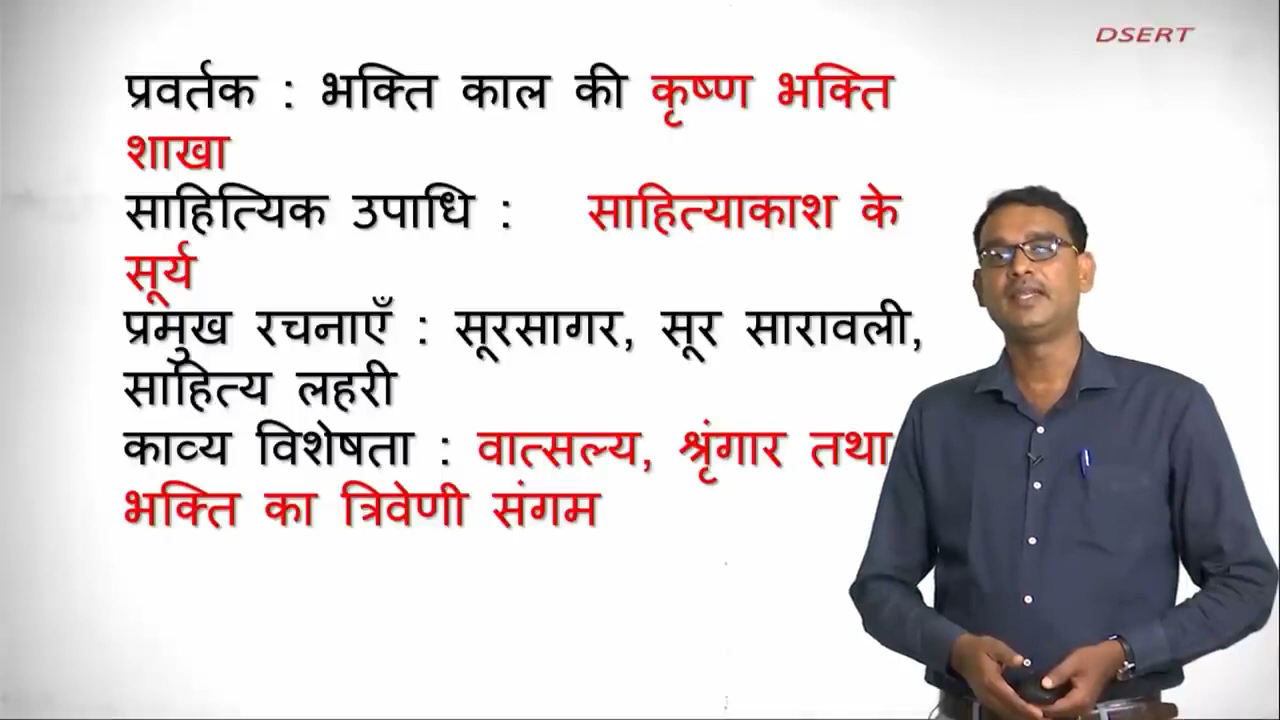 DSERT
प्रवर्तक : भक्ति काल की कृष्ण भक्ति
शाखा
साहित्यिक उपाधि : साहित्याकाश के
सूर्य
प्रमुख रचनाएँ : सूरसागर, सूर सारावली,
साहित्य लहरी
काव्य विशेषता : वात्सल्य, श्रृंगार तथा
भक्ति का त्रिवेणी संगम